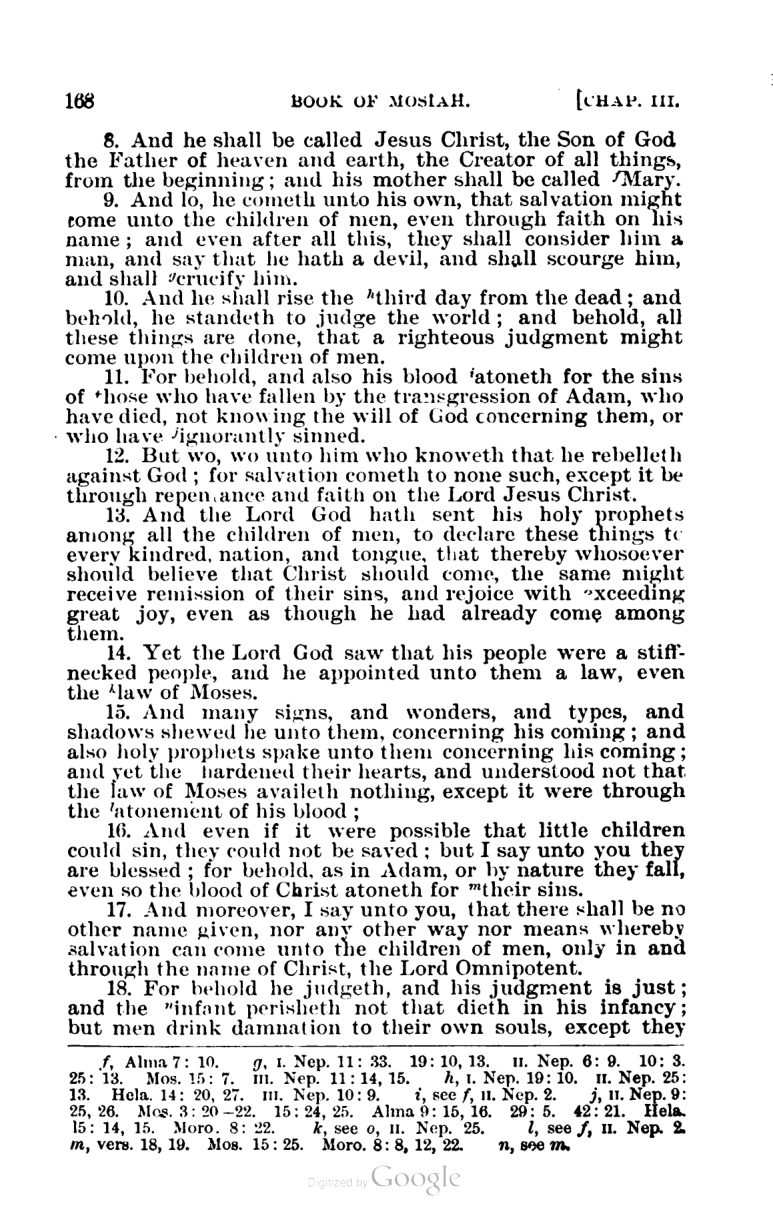 168 BOOK OF MOSIAH. [CHAP. III.
8. And he shall be called Jesus Christ, the Son of God
the Father of heaven and earth, the Creator of all things,
from the beginning; and his mother shall be called fMary.
9. And lo, he cometh unto his own, that salvation might
come unto the children of men, even through faith on his
name; and even after all this, they shall consider him a
man, and say that he hath a devil, and shall scourge him,
and shall gcrucify him.
10. And he shall rise the hthird day from the dead; and
behold, he standeth to judge the world; and behold, all
these things are done, that a righteous judgment might
come upon the children of men.
11. For behold, and also his blood iatoneth for the sins
of those who have fallen by the transgression of Adam, who
have died, not knowing the will of God concerning them, or
who have jignorantly sinned.
12. But wo, wo unto him who knoweth that he rebelleth
against God; for salvation cometh to none such, except it be
through repentance and faith on the Lord Jesus Christ.
13. And the Lord God hath sent his holy prophets
among all the children of men, to declare these things to
every kindred, nation, and tongue, that thereby whosoever
should believe that Christ should come, the same might
receive remission of their sins, and rejoice with exceeding
great joy, even as though he had already come among
them.
14. Yet the Lord God saw that his people were a stiff-
necked people, and he appointed unto them a law, even
the klaw of Moses.
15. And many signs, and wonders, and types, and
shadows shewed he unto them, concerning his coming; and
also holy prophets spake unto them concerning his coming;
and yet the hardened their hearts, and understood not that
the law of Moses availeth nothing, except it were through
the latonement of his blood;
16. And even if it were possible that little children
could sin, they could not be saved; but I say unto you they
are blessed; for behold, as in Adam, or by nature they fall,
even so the blood of Christ atoneth for mtheir sins.
17. And moreover, I say unto you, that there shall be no
other name given, nor any other way nor means whereby
salvation can come unto the children of men, only in and
through the name of Christ, the Lord Omnipotent.
18. For behold he judgeth, and his judgment is just;
and the ninfant perisheth not that dieth in his infancy;
but men drink damnation to their own souls, except they
f, Alma 7: 10. g, I. Nep. 11: 33. 19: 10, 13. II. Nep. 6: 9. 10: 3.
25: 13. Mos. 15: 7. III. Nep. 11: 14, 15. h, I. Nep. 19: 10. II. Nep. 25:
13. Hela. 14: 20, 27. III. Nep. 10: 9. i, see f, II. Nep. 2. j, II. Nep. 9:
25, 26. Mos. 3: 20–22. 15: 24, 25. Alma 9: 15, 16. 29: 5. 42: 21. Hela.
15: 14, 15. Moro. 8: 22. k, see o, II. Nep. 25. l, see f, II. Nep. 2.
m, vers. 18, 19. Mos. 15: 25. Moro. 8: 8, 12, 22. n, see m.
Digitized by Google